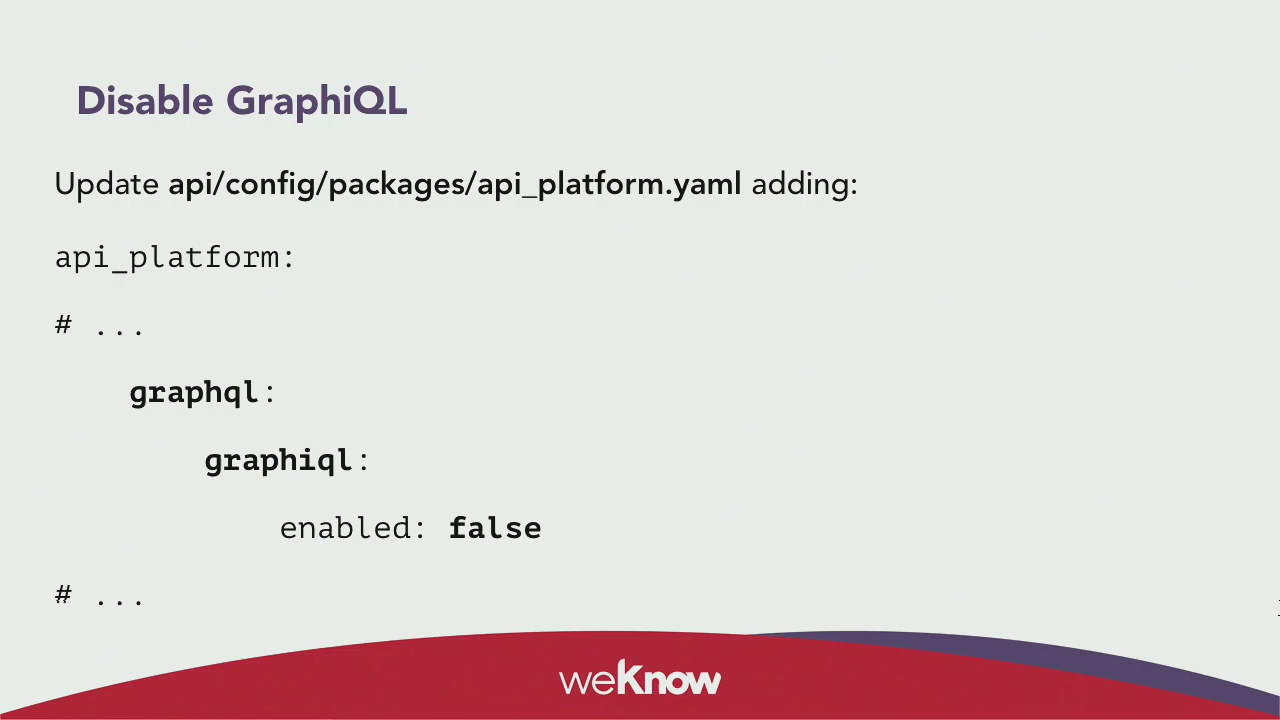 Disable GraphiQL
Update api/config/packages/api_platform.yaml adding:
api_platform:
# ...
    graphql:
        graphiql:
            enabled: false
# ...
weKnow